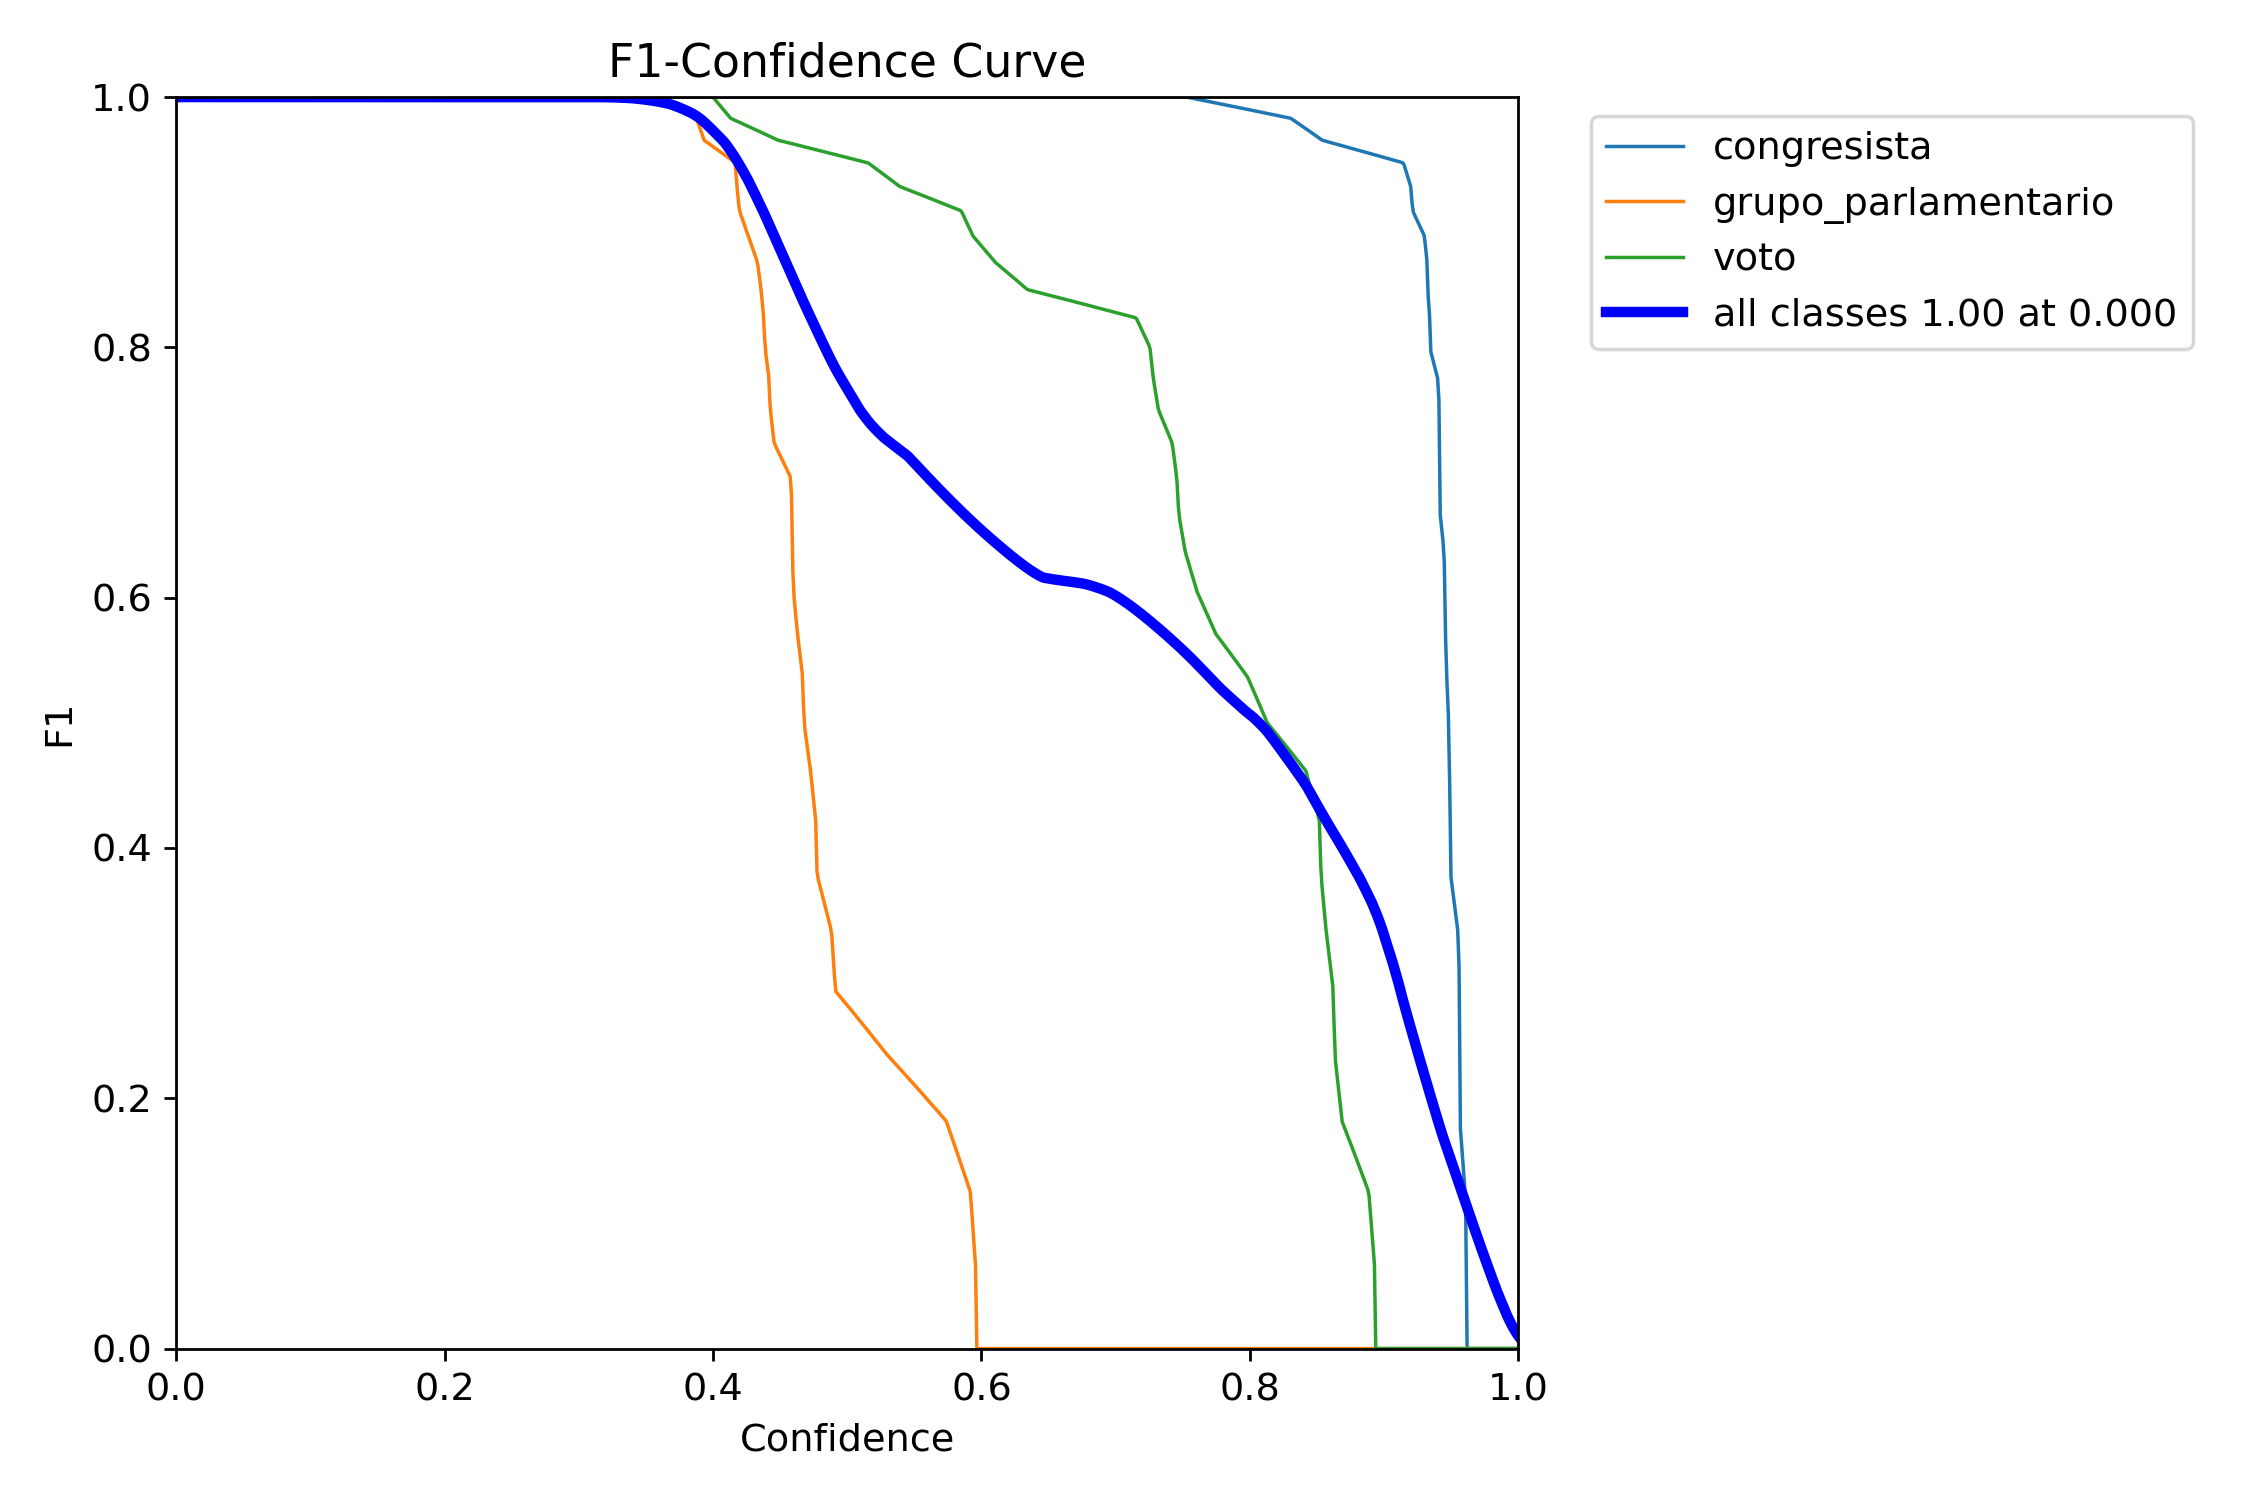 F1-Confidence Curve
1.0
0.8
0.6
0.4
0.2
0.0
F1
0.0 0.2 0.4 0.6 0.8 1.0
Confidence
congresista
grupo_parlamentario
voto
all classes 1.00 at 0.000